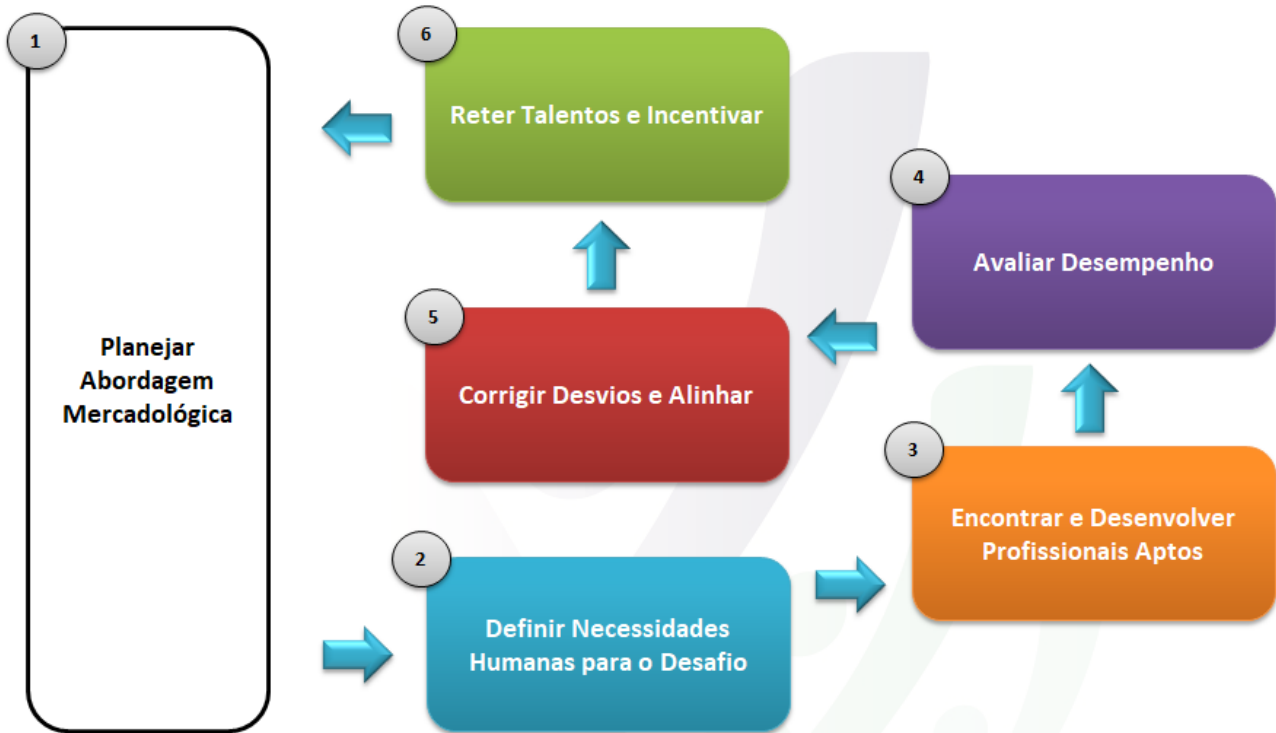 1
Planejar
Abordagem
Mercadológica
2
Definir Necessidades
Humanas para o Desafio
3
Encontrar e Desenvolver
Profissionais Aptos
4
Avaliar Desempenho
5
Corrigir Desvios e Alinhar
6
Reter Talentos e Incentivar